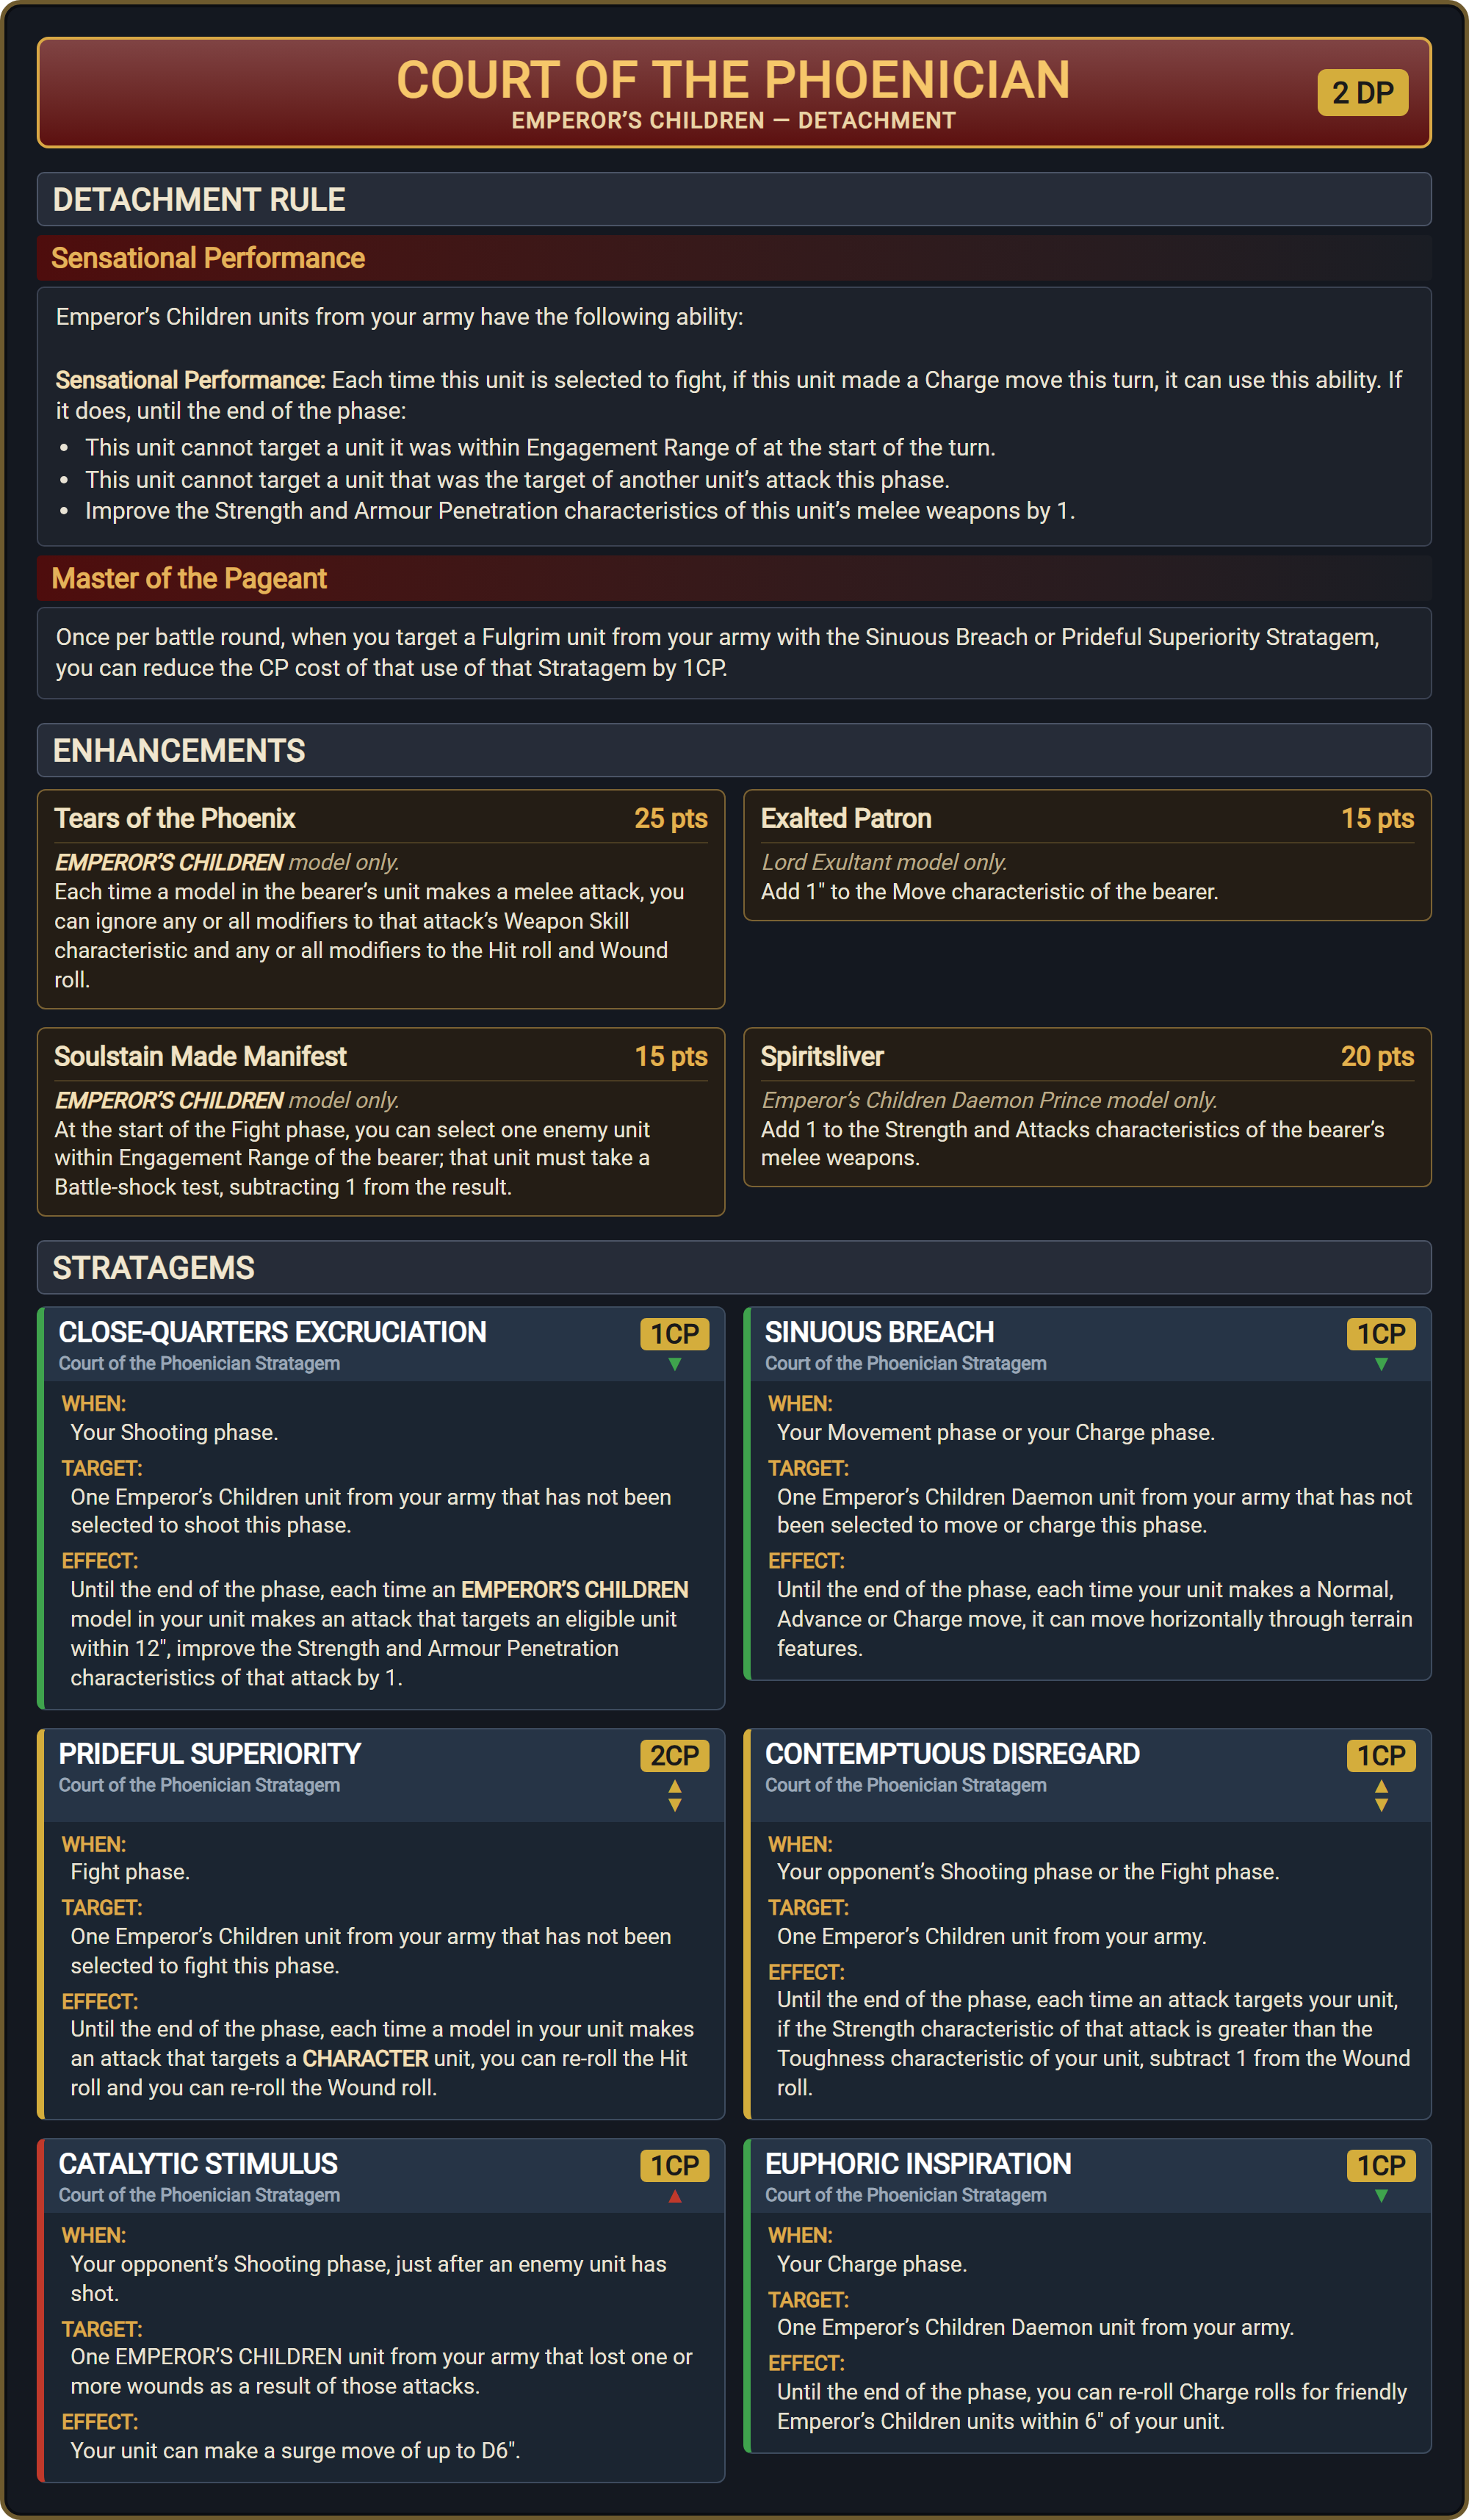 COURT OF THE PHOENICIAN
EMPEROR’S CHILDREN — DETACHMENT
2 DP
DETACHMENT RULE
Sensational Performance
Emperor’s Children units from your army have the following ability:
Sensational Performance: Each time this unit is selected to fight, if this unit made a Charge move this turn, it can use this ability. If
it does, until the end of the phase:
• This unit cannot target a unit it was within Engagement Range of at the start of the turn.
• This unit cannot target a unit that was the target of another unit’s attack this phase.
• Improve the Strength and Armour Penetration characteristics of this unit’s melee weapons by 1.
Master of the Pageant
Once per battle round, when you target a Fulgrim unit from your army with the Sinuous Breach or Prideful Superiority Stratagem,
you can reduce the CP cost of that use of that Stratagem by 1CP.
ENHANCEMENTS
Tears of the Phoenix 25 pts
EMPEROR’S CHILDREN model only.
Each time a model in the bearer’s unit makes a melee attack, you
can ignore any or all modifiers to that attack’s Weapon Skill
characteristic and any or all modifiers to the Hit roll and Wound
roll.
Exalted Patron 15 pts
Lord Exultant model only.
Add 1" to the Move characteristic of the bearer.
Soulstain Made Manifest 15 pts
EMPEROR’S CHILDREN model only.
At the start of the Fight phase, you can select one enemy unit
within Engagement Range of the bearer; that unit must take a
Battle-shock test, subtracting 1 from the result.
Spiritsliver 20 pts
Emperor’s Children Daemon Prince model only.
Add 1 to the Strength and Attacks characteristics of the bearer’s
melee weapons.
STRATAGEMS
CLOSE-QUARTERS EXCRUCIATION 1CP
Court of the Phoenician Stratagem ▼
WHEN:
Your Shooting phase.
TARGET:
One Emperor’s Children unit from your army that has not been
selected to shoot this phase.
EFFECT:
Until the end of the phase, each time an EMPEROR’S CHILDREN
model in your unit makes an attack that targets an eligible unit
within 12", improve the Strength and Armour Penetration
characteristics of that attack by 1.
SINUOUS BREACH 1CP
Court of the Phoenician Stratagem ▼
WHEN:
Your Movement phase or your Charge phase.
TARGET:
One Emperor’s Children Daemon unit from your army that has not
been selected to move or charge this phase.
EFFECT:
Until the end of the phase, each time your unit makes a Normal,
Advance or Charge move, it can move horizontally through terrain
features.
PRIDEFUL SUPERIORITY 2CP
Court of the Phoenician Stratagem ▲
▼
WHEN:
Fight phase.
TARGET:
One Emperor’s Children unit from your army that has not been
selected to fight this phase.
EFFECT:
Until the end of the phase, each time a model in your unit makes
an attack that targets a CHARACTER unit, you can re-roll the Hit
roll and you can re-roll the Wound roll.
CONTEMPTUOUS DISREGARD 1CP
Court of the Phoenician Stratagem ▲
▼
WHEN:
Your opponent’s Shooting phase or the Fight phase.
TARGET:
One Emperor’s Children unit from your army.
EFFECT:
Until the end of the phase, each time an attack targets your unit,
if the Strength characteristic of that attack is greater than the
Toughness characteristic of your unit, subtract 1 from the Wound
roll.
CATALYTIC STIMULUS 1CP
Court of the Phoenician Stratagem ▲
WHEN:
Your opponent’s Shooting phase, just after an enemy unit has
shot.
TARGET:
One EMPEROR’S CHILDREN unit from your army that lost one or
more wounds as a result of those attacks.
EFFECT:
Your unit can make a surge move of up to D6".
EUPHORIC INSPIRATION 1CP
Court of the Phoenician Stratagem ▼
WHEN:
Your Charge phase.
TARGET:
One Emperor’s Children Daemon unit from your army.
EFFECT:
Until the end of the phase, you can re-roll Charge rolls for friendly
Emperor’s Children units within 6" of your unit.